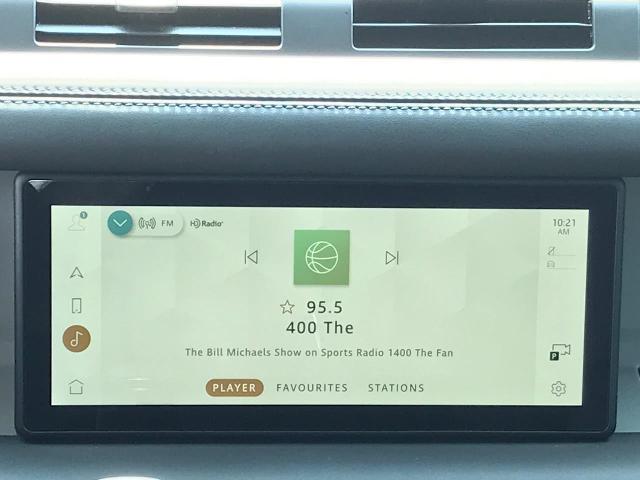 1
FM
HD Radio
10:21
AM
95.5
400 The
P
The Bill Michaels Show on Sports Radio 1400 The Fan
PLAYER FAVOURITES STATIONS